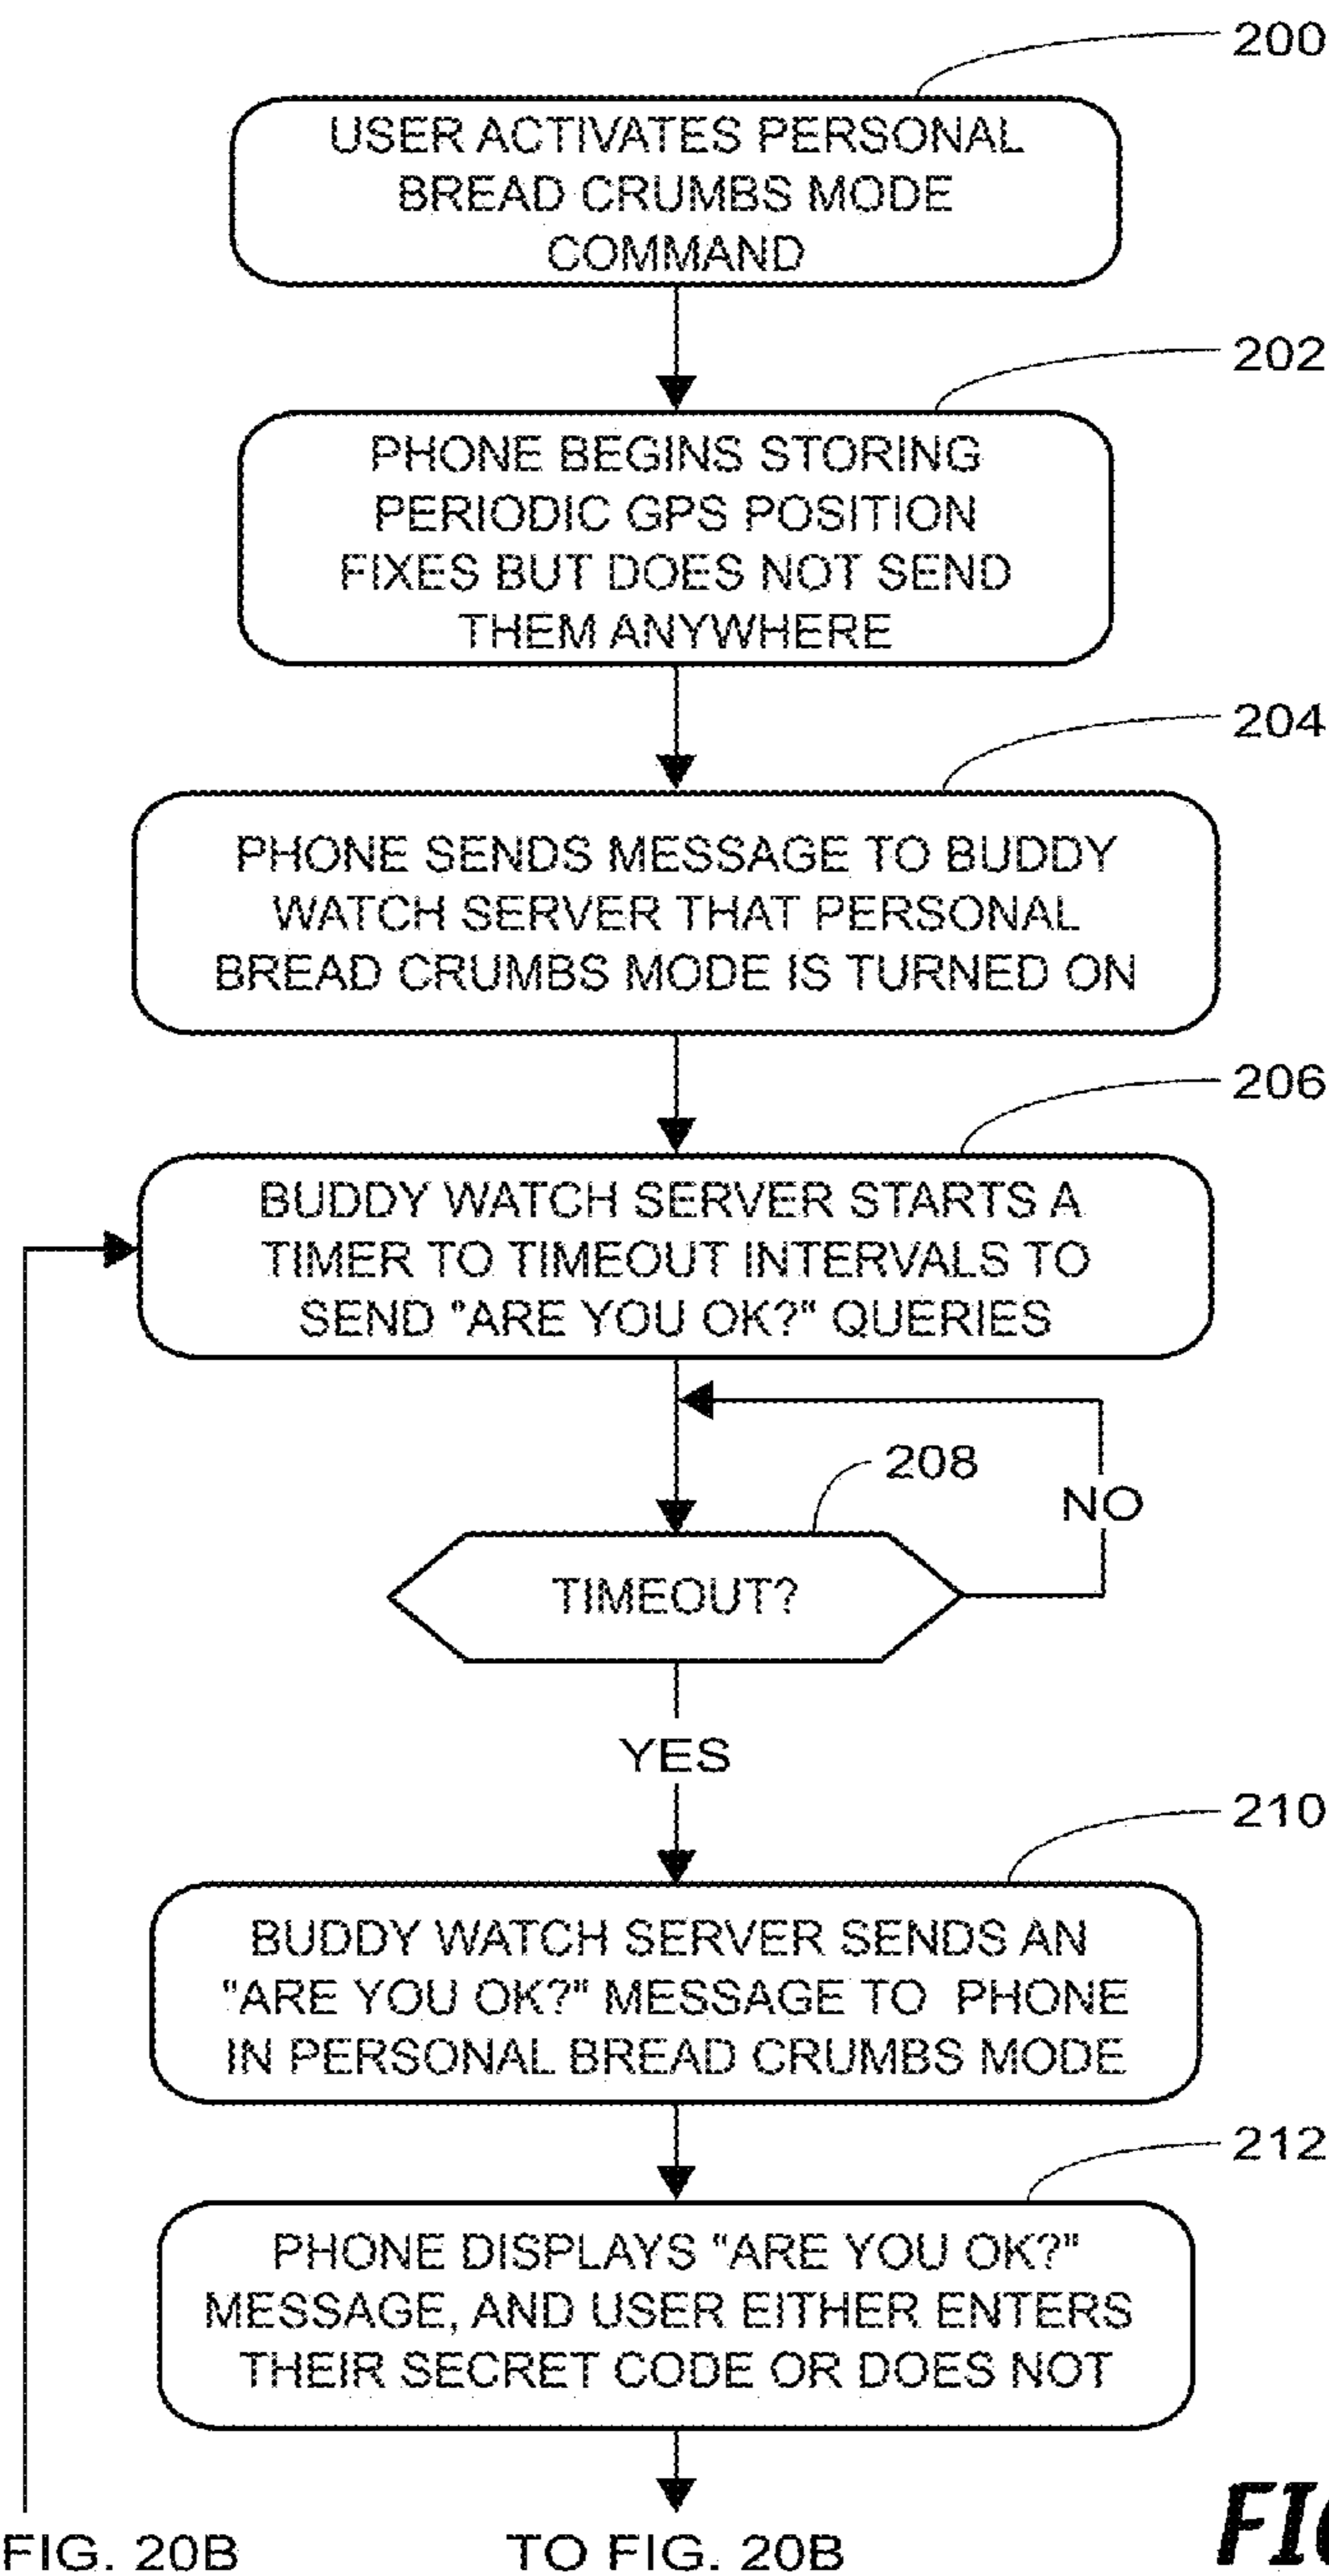 200
USER ACTIVATES PERSONAL
BREAD CRUMBS MODE
COMMAND
202
PHONE BEGINS STORING
PERIODIC GPS POSITION
FIXES BUT DOES NOT SEND
THEM ANYWHERE
204
PHONE SENDS MESSAGE TO BUDDY
WATCH SERVER THAT PERSONAL
BREAD CRUMBS MODE IS TURNED ON
206
BUDDY WATCH SERVER STARTS A
TIMER TO TIMEOUT INTERVALS TO
SEND "ARE YOU OK?" QUERIES
208
NO
TIMEOUT?
YES
210
BUDDY WATCH SERVER SENDS AN
"ARE YOU OK?" MESSAGE TO PHONE
IN PERSONAL BREAD CRUMBS MODE
212
PHONE DISPLAYS "ARE YOU OK?"
MESSAGE, AND USER EITHER ENTERS
THEIR SECRET CODE OR DOES NOT
FIG. 20B
TO FIG. 20B